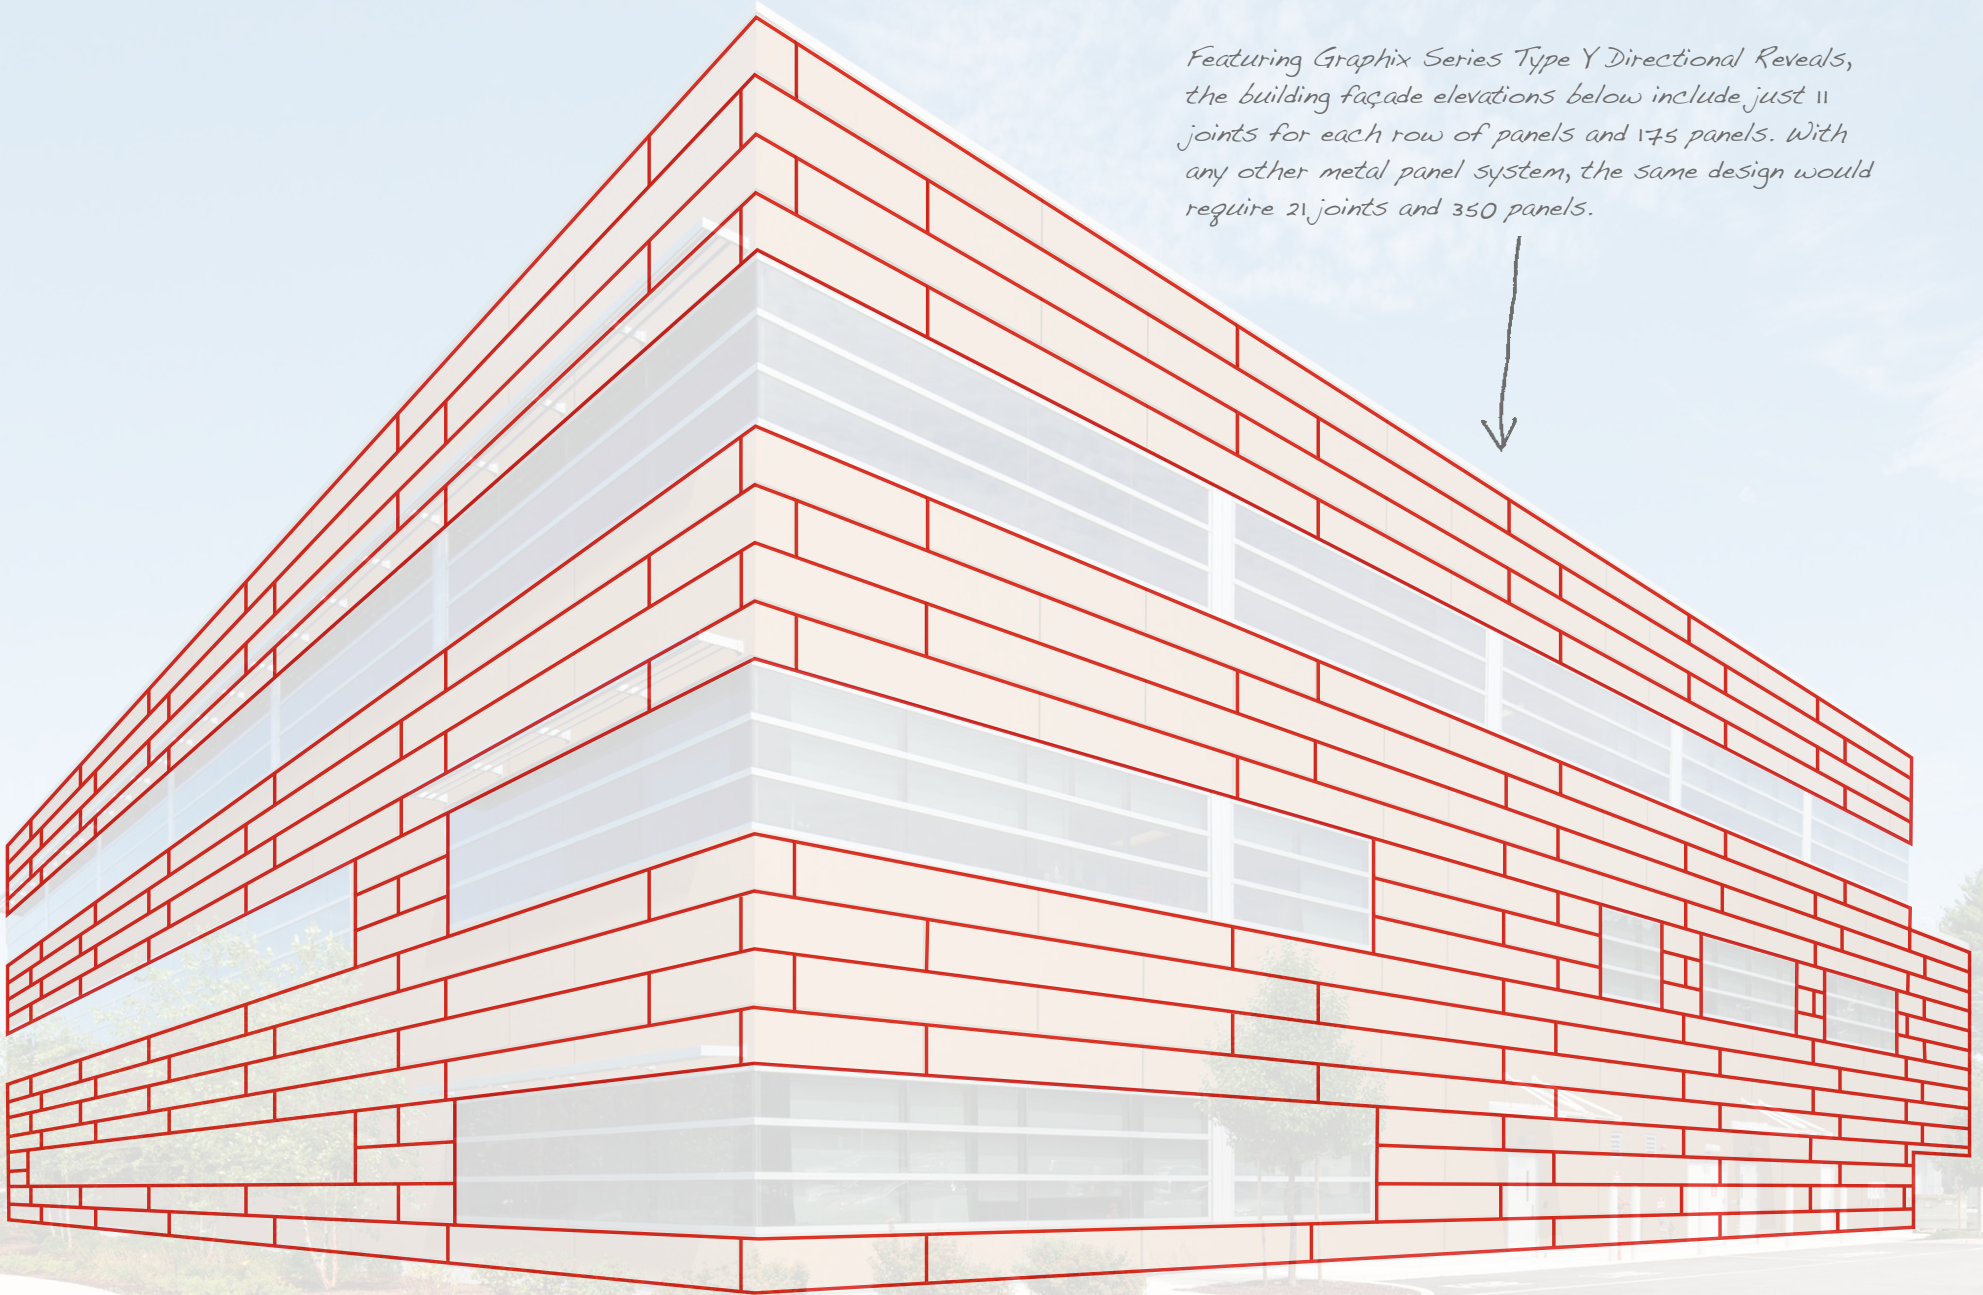 Featuring Graphix Series Type Y Directional Reveals,
the building façade elevations below include just 11
joints for each row of panels and 175 panels. With
any other metal panel system, the same design would
require 21 joints and 350 panels.